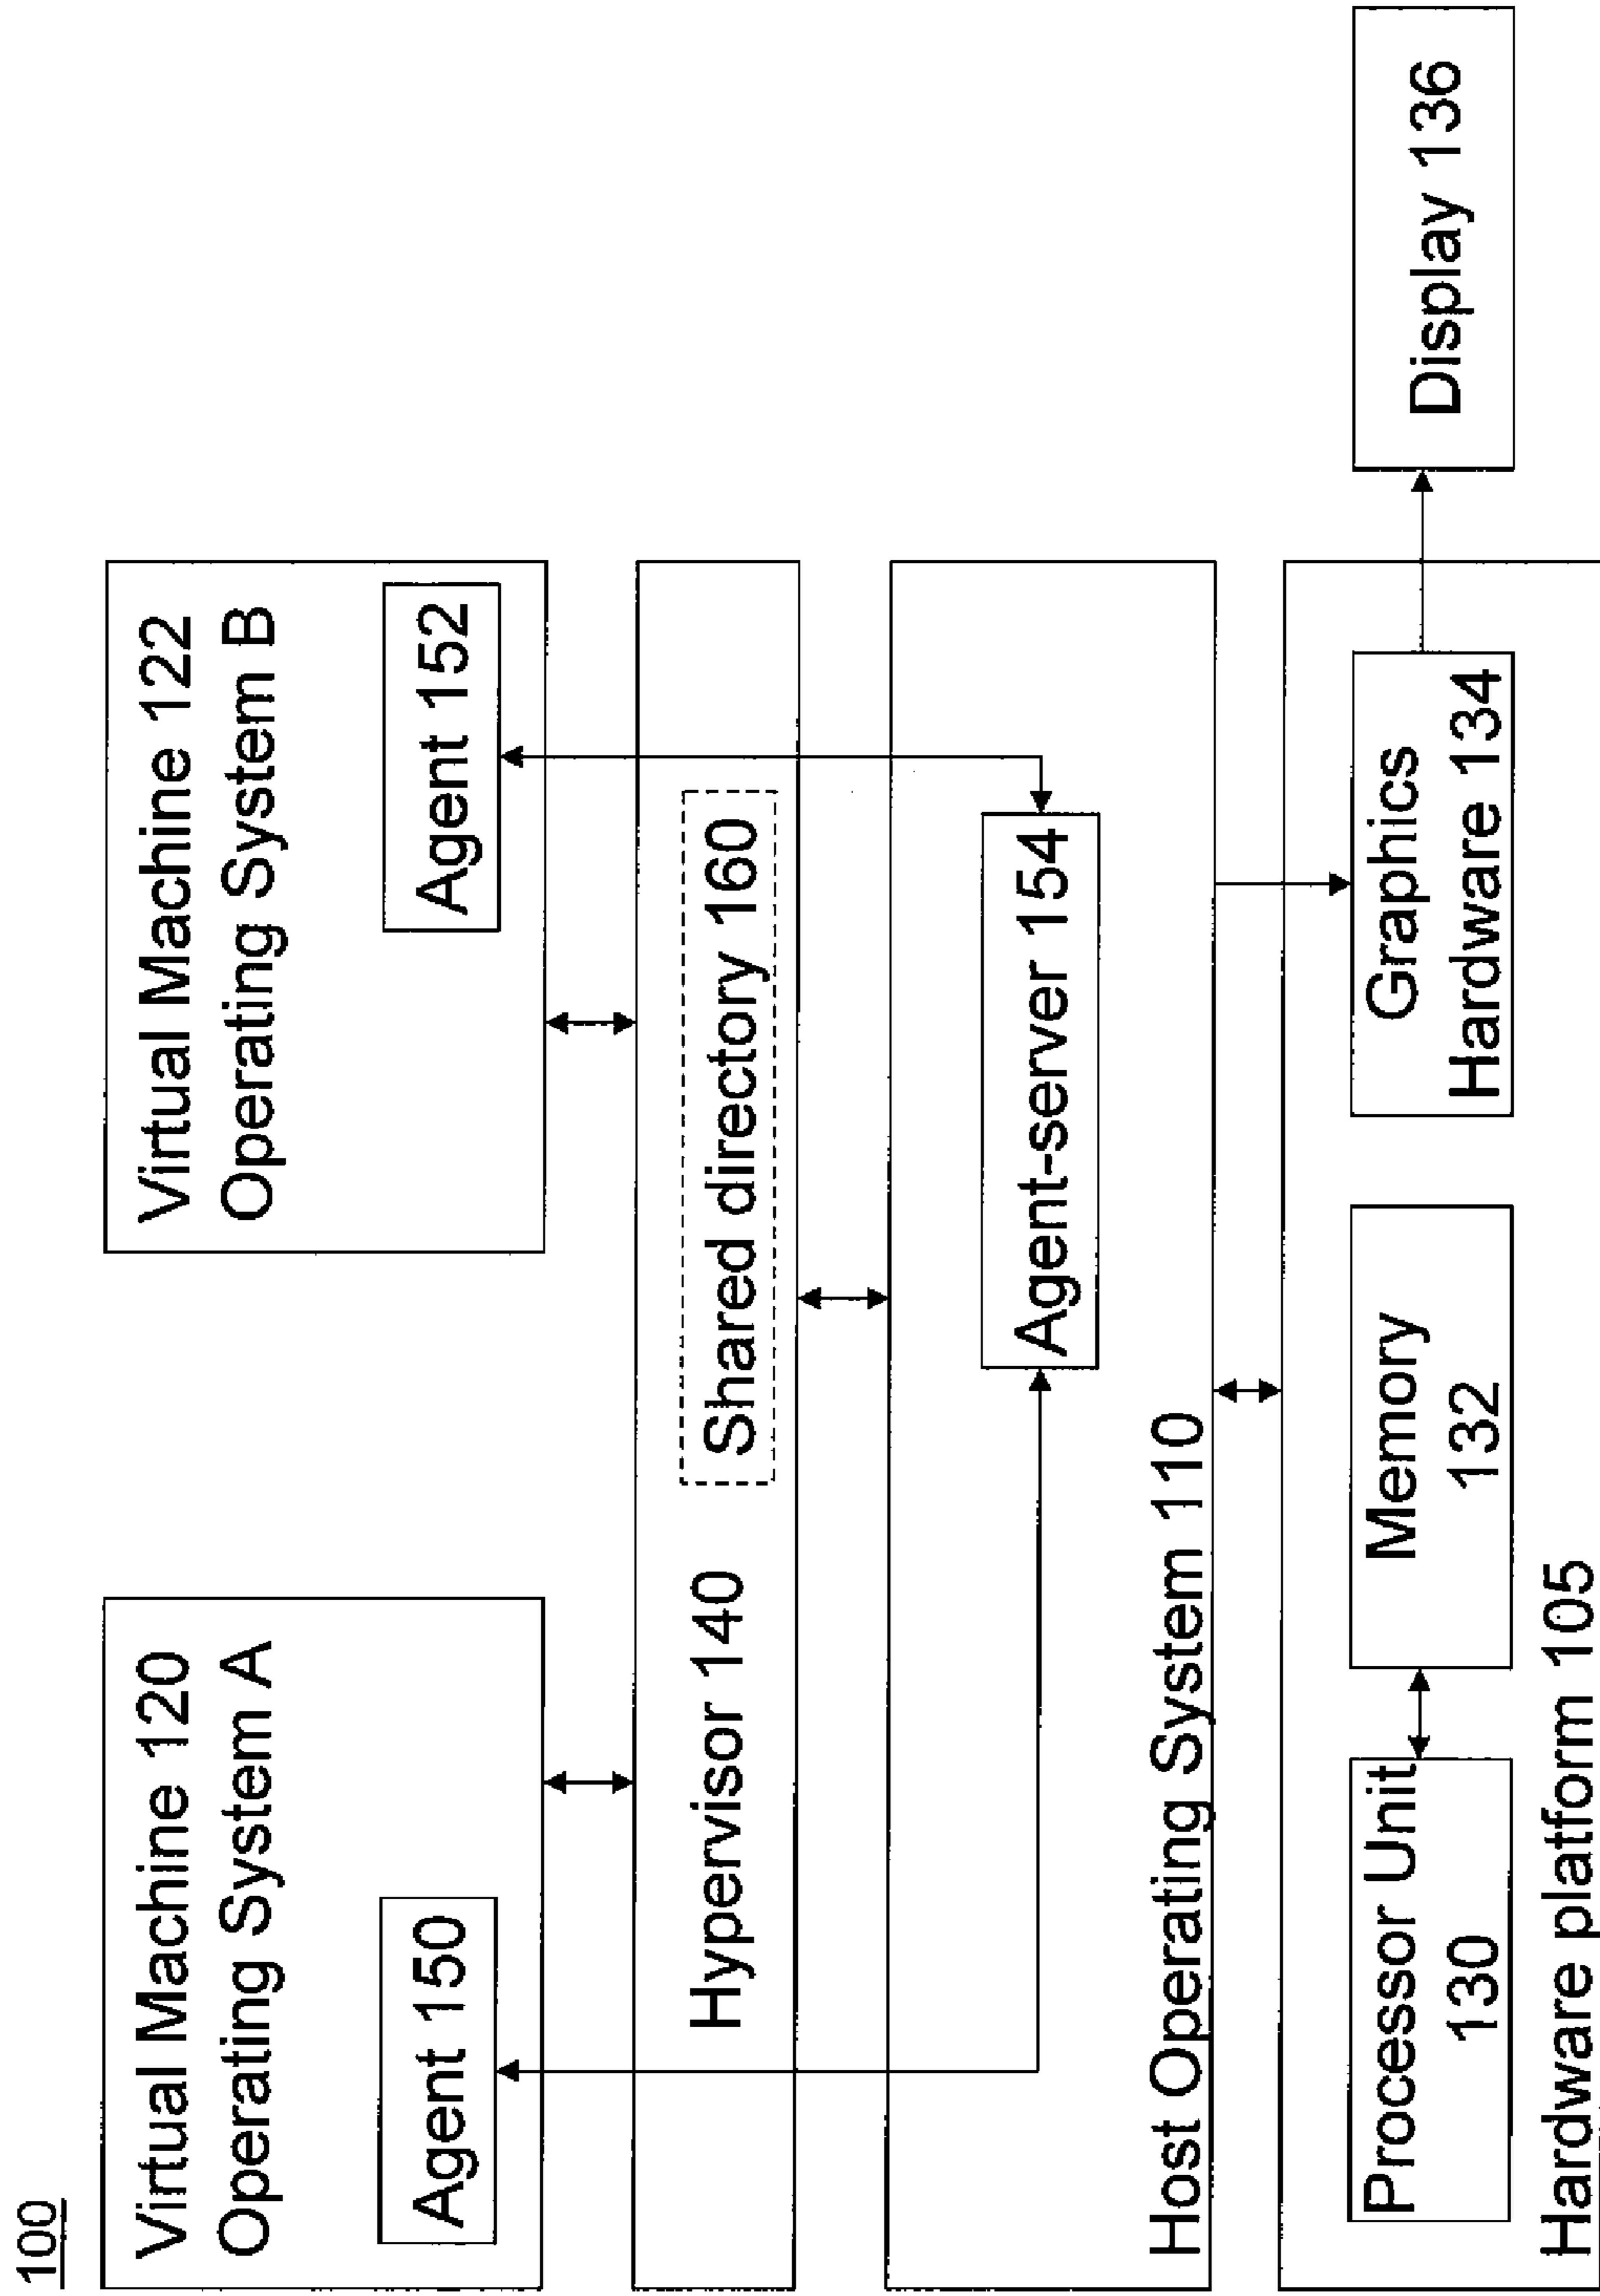 100
Virtual Machine 120
Operating System A
Agent 150
Virtual Machine 122
Operating System B
Agent 152
Hypervisor 140
Shared directory 160
Agent-server 154
Host Operating System 110
Processor Unit
130
Memory
132
Graphics
Hardware 134
Display 136
Hardware platform 105